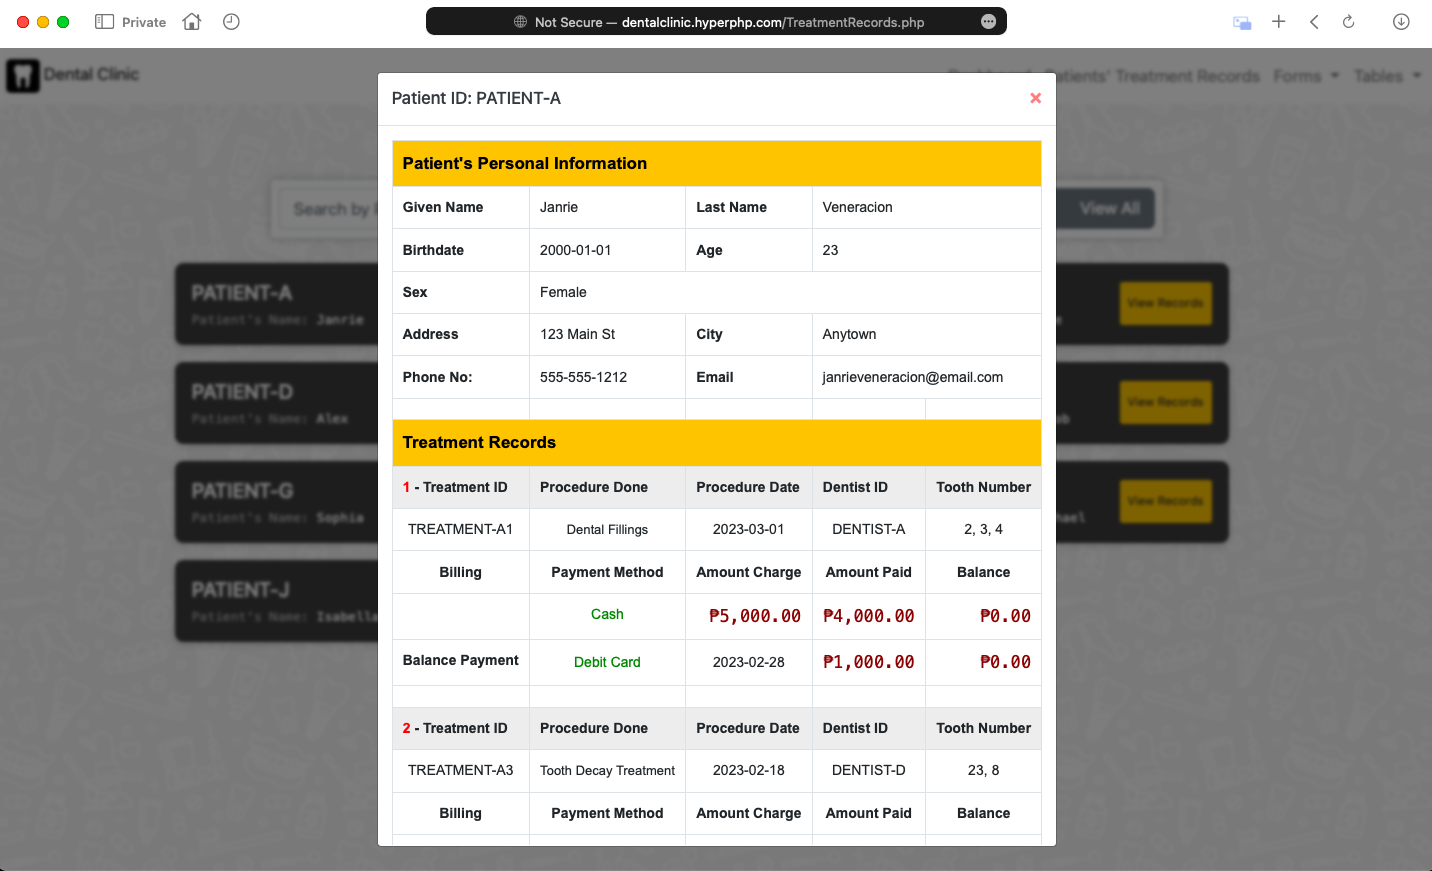 Private
Not Secure — dentalclinic.hyperphp.com/TreatmentRecords.php
Dental Clinic
Patients' Treatment Records Forms Tables
Patient ID: PATIENT-A
Search by
View All
Patient's Personal Information
Given Name Janrie Last Name Veneracion
Birthdate 2000-01-01 Age 23
Sex Female
Address 123 Main St City Anytown
Phone No: 555-555-1212 Email janrieveneracion@email.com
Treatment Records
1 - Treatment ID Procedure Done Procedure Date Dentist ID Tooth Number
TREATMENT-A1 Dental Fillings 2023-03-01 DENTIST-A 2, 3, 4
Billing Payment Method Amount Charge Amount Paid Balance
Cash ₱5,000.00 ₱4,000.00 ₱0.00
Balance Payment Debit Card 2023-02-28 ₱1,000.00 ₱0.00
2 - Treatment ID Procedure Done Procedure Date Dentist ID Tooth Number
TREATMENT-A3 Tooth Decay Treatment 2023-02-18 DENTIST-D 23, 8
Billing Payment Method Amount Charge Amount Paid Balance
PATIENT-A
Patient's Name: Janrie
View Records
PATIENT-D
Patient's Name: Alex
View Records
PATIENT-G
Patient's Name: Sophia
View Records
PATIENT-J
Patient's Name: Isabella